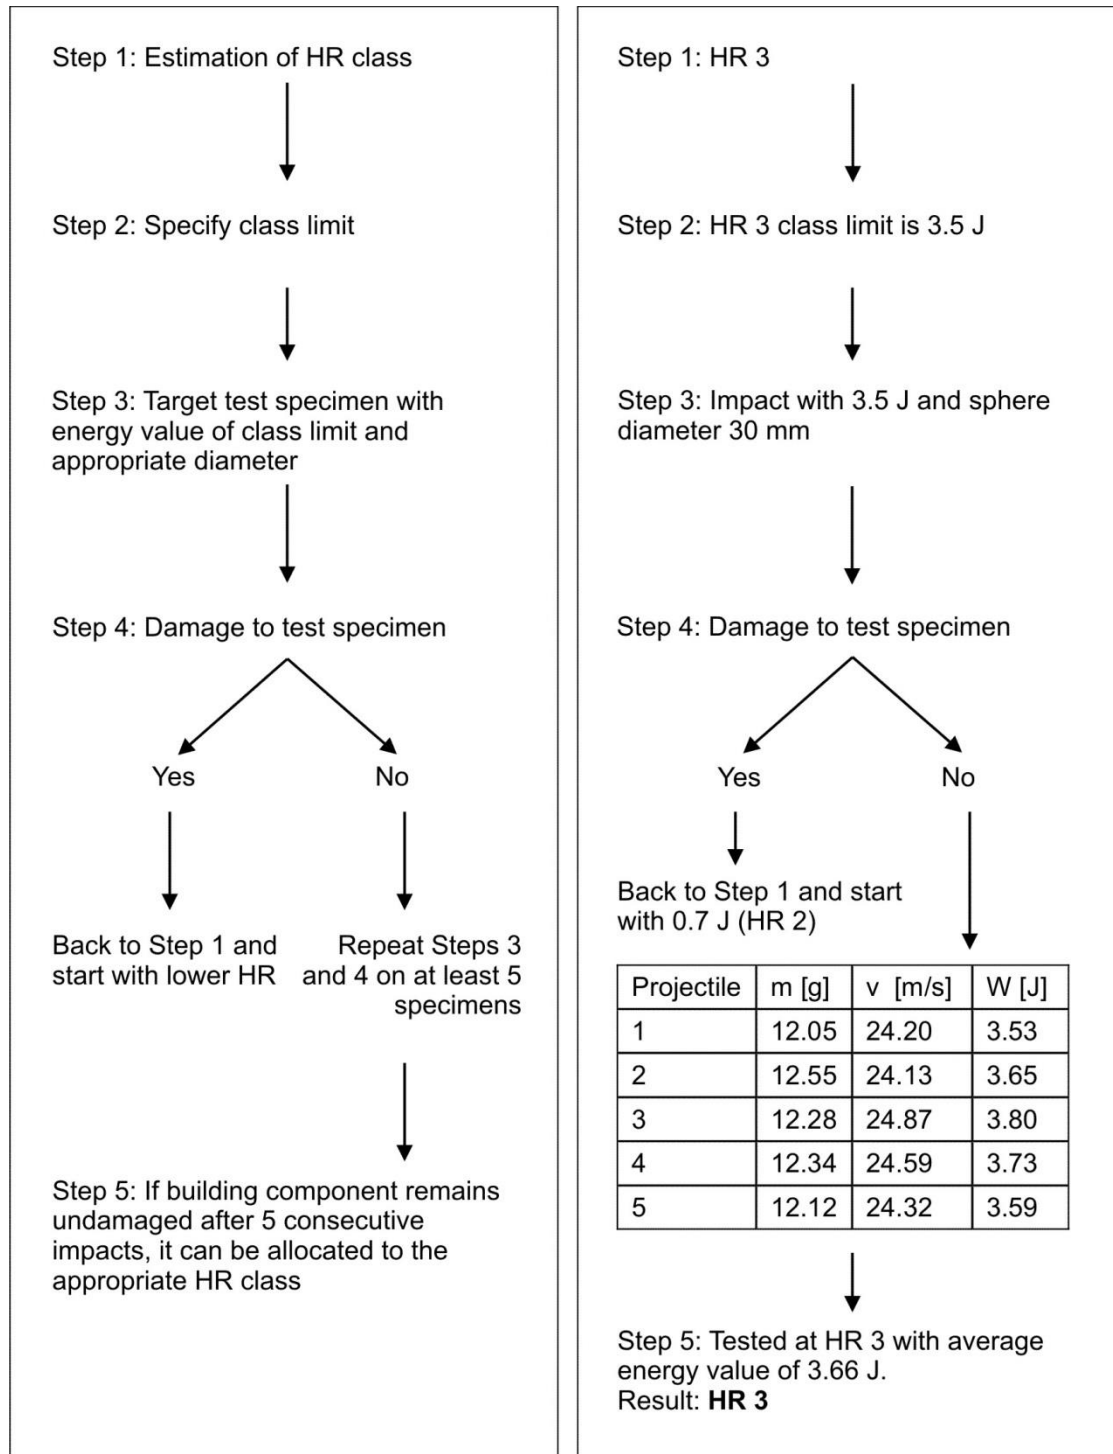 Step 1: Estimation of HR class
Step 2: Specify class limit
Step 3: Target test specimen with
energy value of class limit and
appropriate diameter
Step 4: Damage to test specimen
Yes
No
Back to Step 1 and
start with lower HR
Repeat Steps 3
and 4 on at least 5
specimens
Step 5: If building component remains
undamaged after 5 consecutive
impacts, it can be allocated to the
appropriate HR class
Step 1: HR 3
Step 2: HR 3 class limit is 3.5 J
Step 3: Impact with 3.5 J and sphere
diameter 30 mm
Step 4: Damage to test specimen
Yes
No
Back to Step 1 and start
with 0.7 J (HR 2)
Projectile m [g] v [m/s] W [J]
1 12.05 24.20 3.53
2 12.55 24.13 3.65
3 12.28 24.87 3.80
4 12.34 24.59 3.73
5 12.12 24.32 3.59
Step 5: Tested at HR 3 with average
energy value of 3.66 J.
Result: HR 3